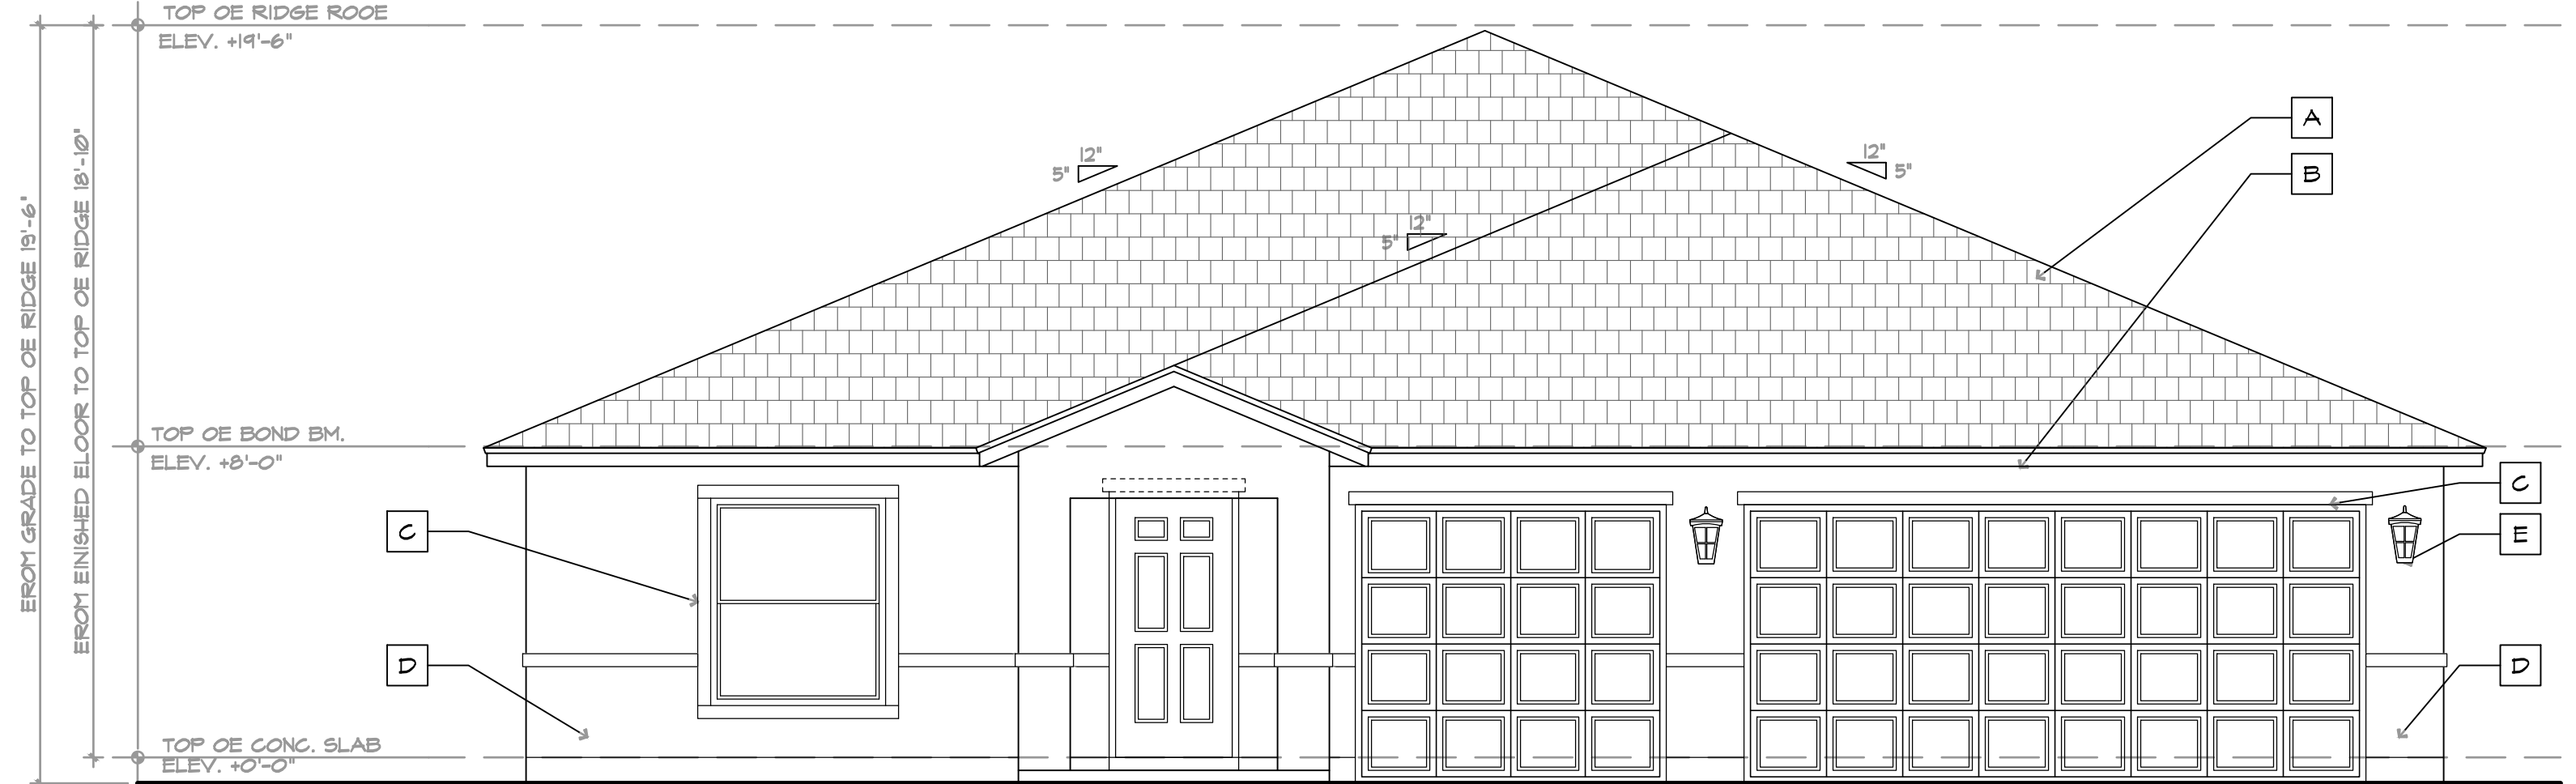 TOP OE RIDGE ROOE
ELEV. +19'-6"
EROM GRADE TO TOP OE RIDGE 19'-6"
EROM EINISHED ELOOR TO TOP OE RIDGE 18'-10"
12"
5"
12"
5"
12"
5"
A
B
TOP OE BOND BM.
ELEV. +8'-0"
C
C
E
D
D
TOP OE CONC. SLAB
ELEV. +0'-0"